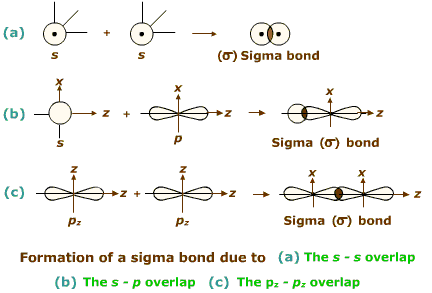 (a) s + s (σ) Sigma bond
x
(b) z + x z x z
s p Sigma (σ) bond
z z x x
(c) z + z z
pz pz Sigma (σ) bond
Formation of a sigma bond due to (a) The s - s overlap
(b) The s - p overlap (c) The pz - pz overlap